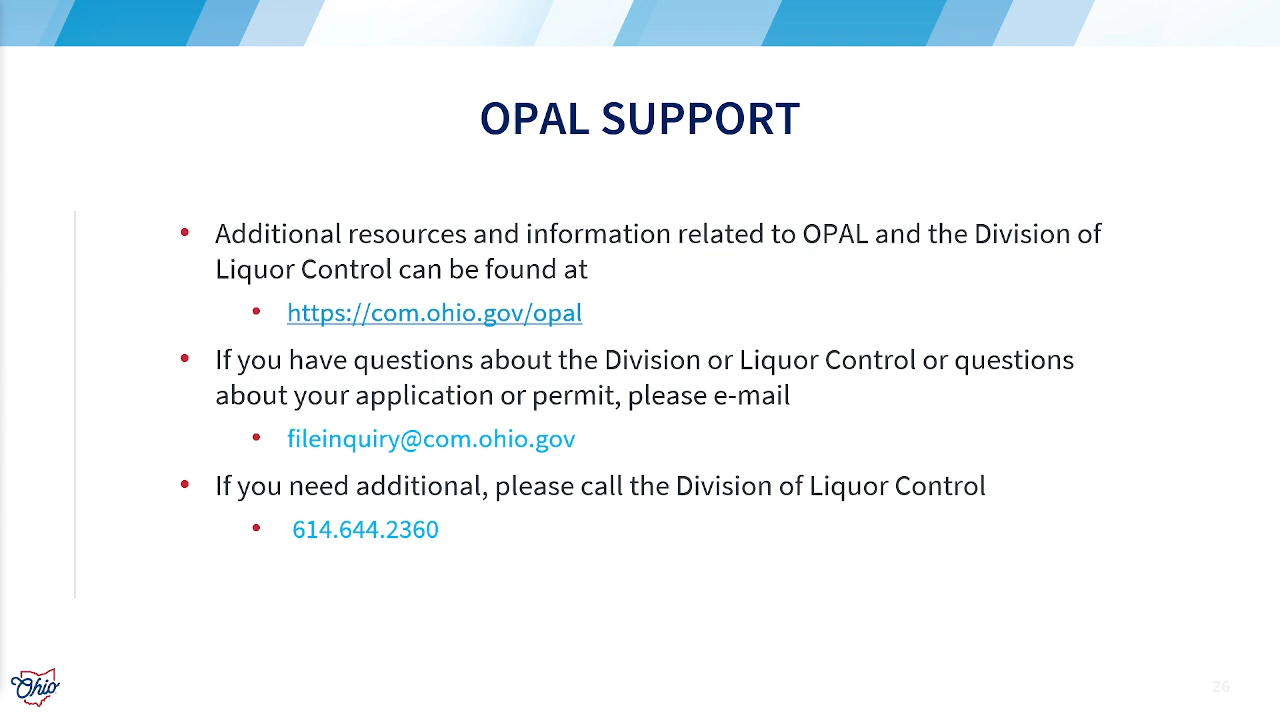 OPAL SUPPORT
• Additional resources and information related to OPAL and the Division of
Liquor Control can be found at
• https://com.ohio.gov/opal
• If you have questions about the Division or Liquor Control or questions
about your application or permit, please e-mail
• fileinquiry@com.ohio.gov
• If you need additional, please call the Division of Liquor Control
• 614.644.2360
Ohio
26